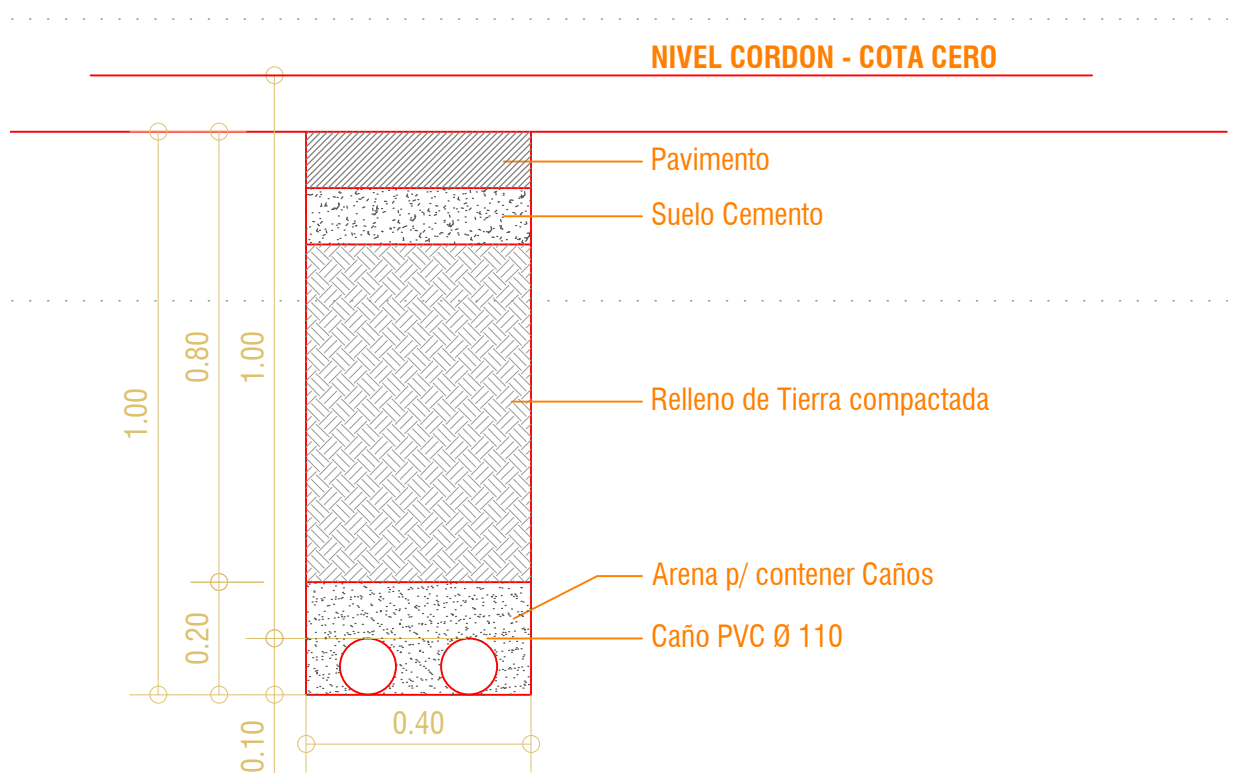 NIVEL CORDON - COTA CERO
Pavimento
Suelo Cemento
0.80
1.00
1.00
Relleno de Tierra compactada
Arena p/ contener Caños
0.20
Caño PVC Ø 110
0.40
0.10